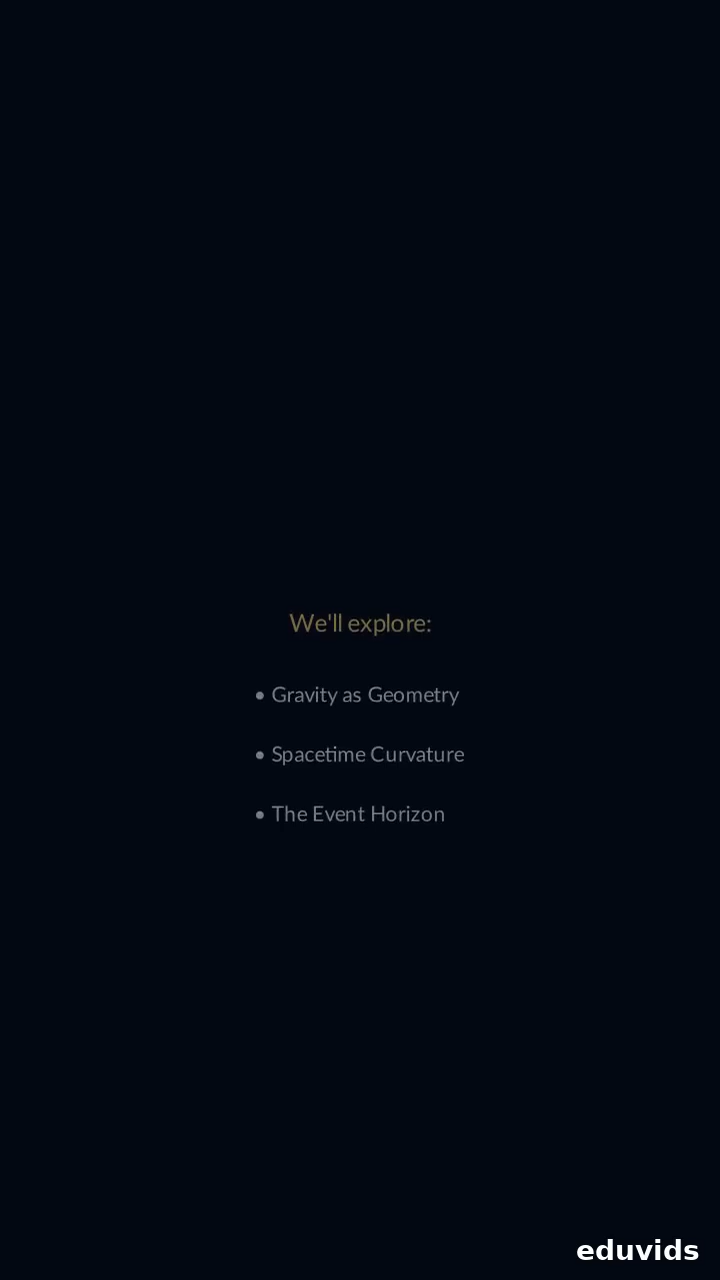 We'll explore:
• Gravity as Geometry
• Spacetime Curvature
• The Event Horizon
eduvids